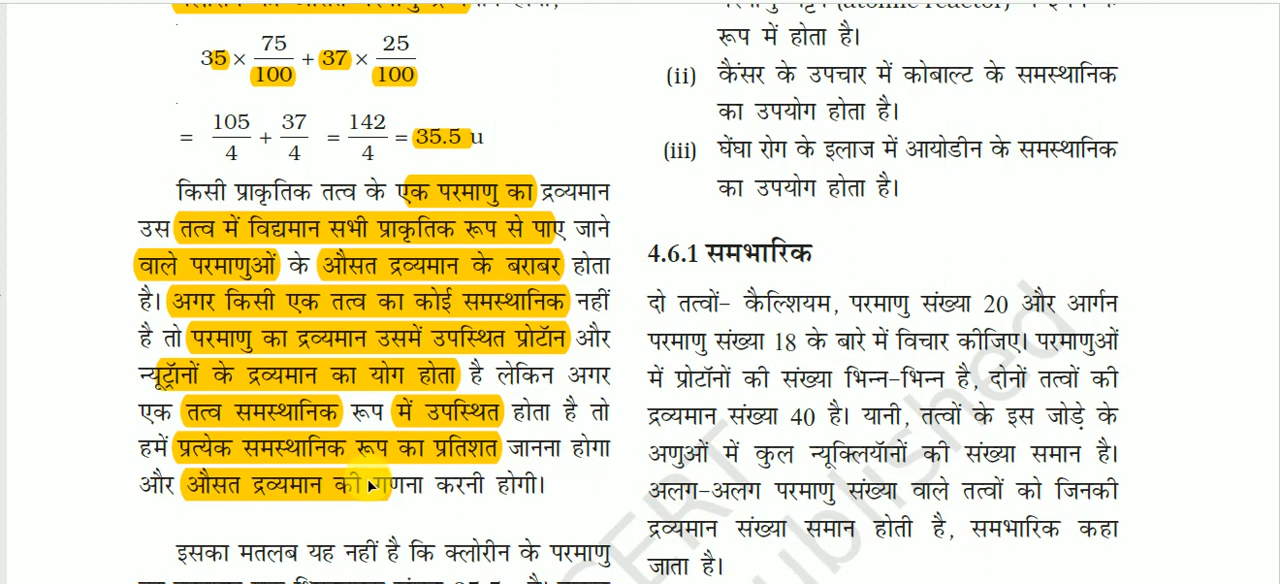 35 × 75/100 + 37 × 25/100
= 105/4 + 37/4 = 142/4 = 35.5 u
किसी प्राकृतिक तत्व के एक परमाणु का द्रव्यमान
उस तत्व में विद्यमान सभी प्राकृतिक रूप से पाए जाने
वाले परमाणुओं के औसत द्रव्यमान के बराबर होता
है। अगर किसी एक तत्व का कोई समस्थानिक नहीं
है तो परमाणु का द्रव्यमान उसमें उपस्थित प्रोटॉन और
न्यूट्रॉनों के द्रव्यमान का योग होता है लेकिन अगर
एक तत्व समस्थानिक रूप में उपस्थित होता है तो
हमें प्रत्येक समस्थानिक रूप का प्रतिशत जानना होगा
और औसत द्रव्यमान की गणना करनी होगी।
इसका मतलब यह नहीं है कि क्लोरीन के परमाणु
रूप में होता है।
(ii) कैंसर के उपचार में कोबाल्ट के समस्थानिक
का उपयोग होता है।
(iii) घेंघा रोग के इलाज में आयोडीन के समस्थानिक
का उपयोग होता है।
4.6.1 समभारिक
दो तत्वों- कैल्शियम, परमाणु संख्या 20 और आर्गन
परमाणु संख्या 18 के बारे में विचार कीजिए। परमाणुओं
में प्रोटॉनों की संख्या भिन्न-भिन्न है, दोनों तत्वों की
द्रव्यमान संख्या 40 है। यानी, तत्वों के इस जोड़े के
अणुओं में कुल न्यूक्लियॉनों की संख्या समान है।
अलग-अलग परमाणु संख्या वाले तत्वों को जिनकी
द्रव्यमान संख्या समान होती है, समभारिक कहा
जाता है।